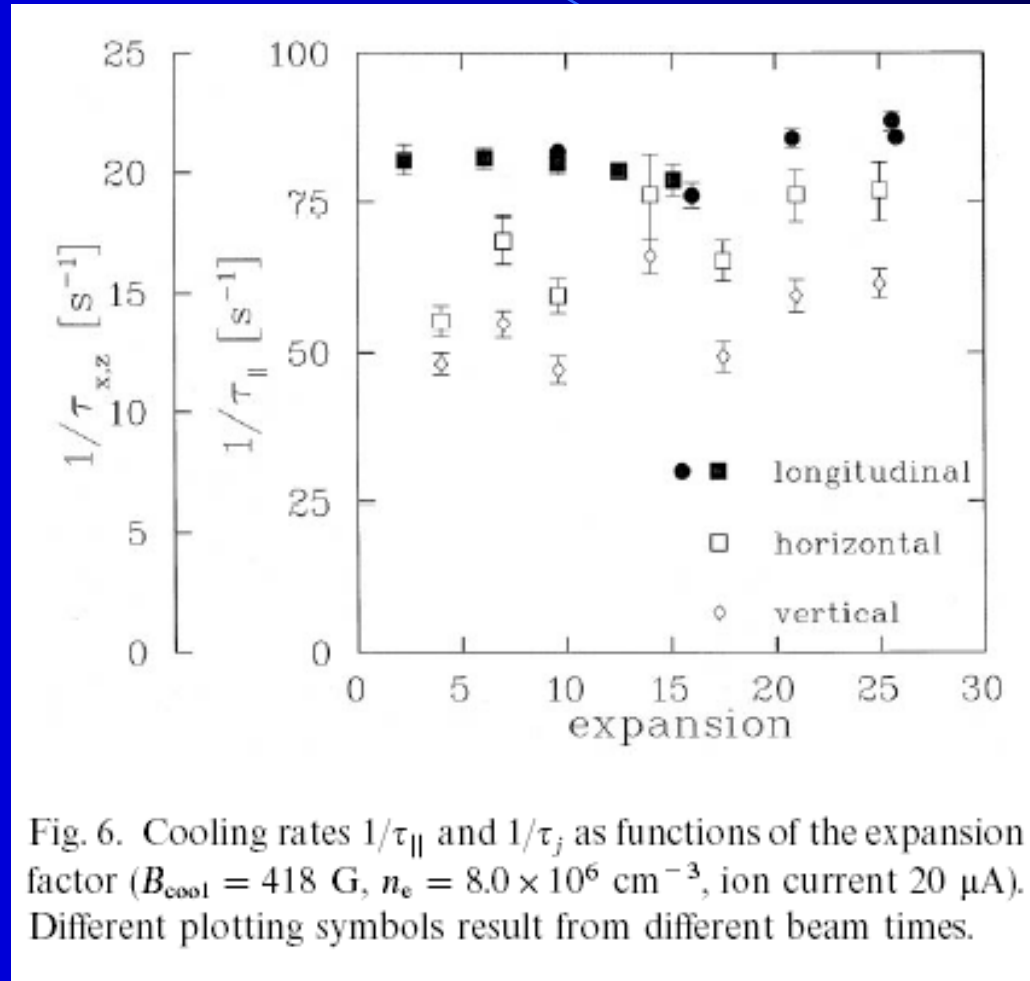 25
20
15
10
5
0
1/τx,z [s⁻¹]
100
75
50
25
0
1/τ|| [s⁻¹]
longitudinal
horizontal
vertical
0 5 10 15 20 25 30
expansion
Fig. 6. Cooling rates 1/τ|| and 1/τj as functions of the expansion
factor (Bcool = 418 G, ne = 8.0 × 10⁶ cm⁻³, ion current 20 μA).
Different plotting symbols result from different beam times.